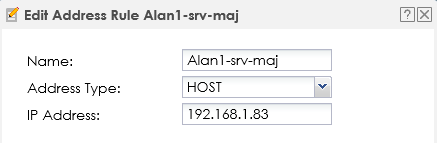 Edit Address Rule Alan1-srv-maj
Name: Alan1-srv-maj
Address Type: HOST
IP Address: 192.168.1.83